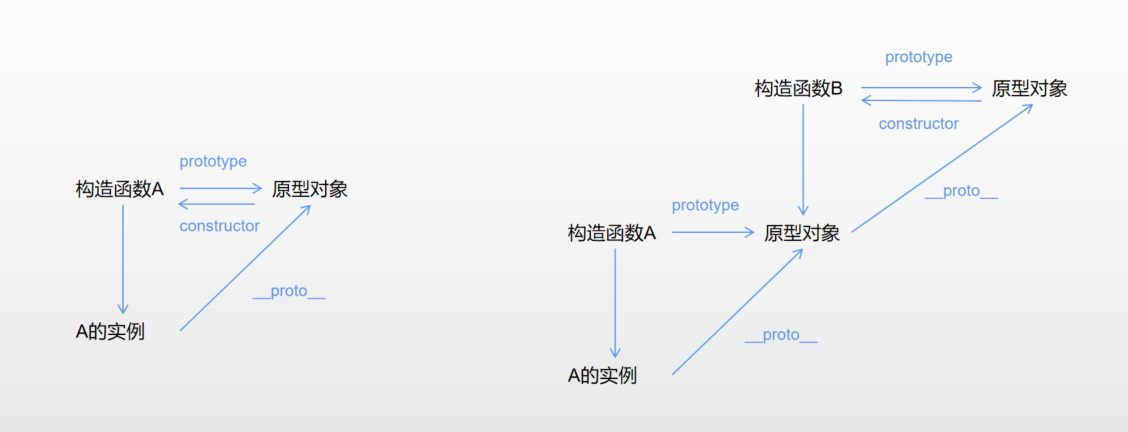 prototype
构造函数A
原型对象
constructor
__proto__
A的实例
prototype
构造函数B
原型对象
constructor
__proto__
prototype
构造函数A
原型对象
__proto__
A的实例